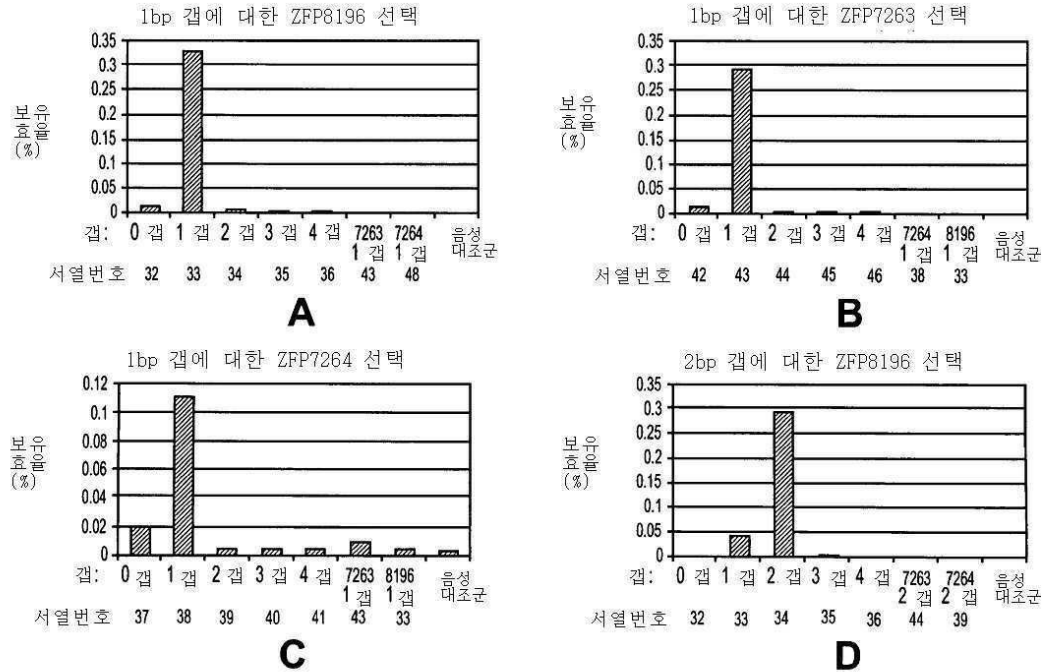 1bp 갭에 대한 ZFP8196 선택
0.35
0.3
0.25
0.2
0.15
0.1
0.05
0
보유
효율
(%)
갭: 0 갭 1 갭 2 갭 3 갭 4 갭 7263 1 갭 7264 1 갭 음성 대조군
서열번호 32 33 34 35 36 43 48
A
1bp 갭에 대한 ZFP7263 선택
0.35
0.3
0.25
0.2
0.15
0.1
0.05
0
보유
효율
(%)
갭: 0 갭 1 갭 2 갭 3 갭 4 갭 7264 1 갭 8196 1 갭 음성 대조군
서열번호 42 43 44 45 46 38 33
B
1bp 갭에 대한 ZFP7264 선택
0.12
0.1
0.08
0.06
0.04
0.02
0
보유
효율
(%)
갭: 0 갭 1 갭 2 갭 3 갭 4 갭 7263 1 갭 8196 1 갭 음성 대조군
서열번호 37 38 39 40 41 43 33
C
2bp 갭에 대한 ZFP8196 선택
0.35
0.3
0.25
0.2
0.15
0.1
0.05
0
보유
효율
(%)
갭: 0 갭 1 갭 2 갭 3 갭 4 갭 7263 2 갭 7264 2 갭 음성 대조군
서열번호 32 33 34 35 36 44 39
D